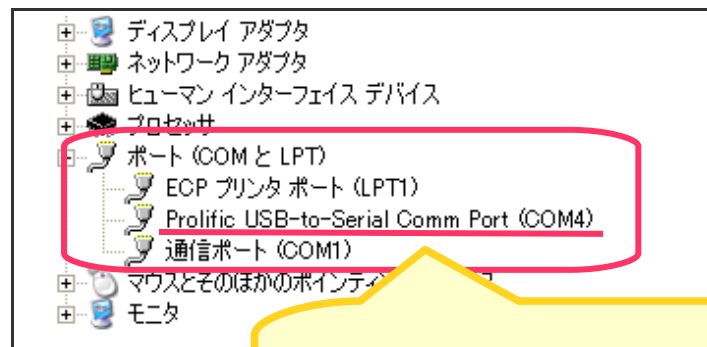 ディスプレイ アダプタ
ネットワーク アダプタ
ヒューマン インターフェイス デバイス
プロセッサ
ポート (COM と LPT)
ECP プリンタ ポート (LPT1)
Prolific USB-to-Serial Comm Port (COM4)
通信ポート (COM1)
マウスとそのほかのポインティ
モニタ